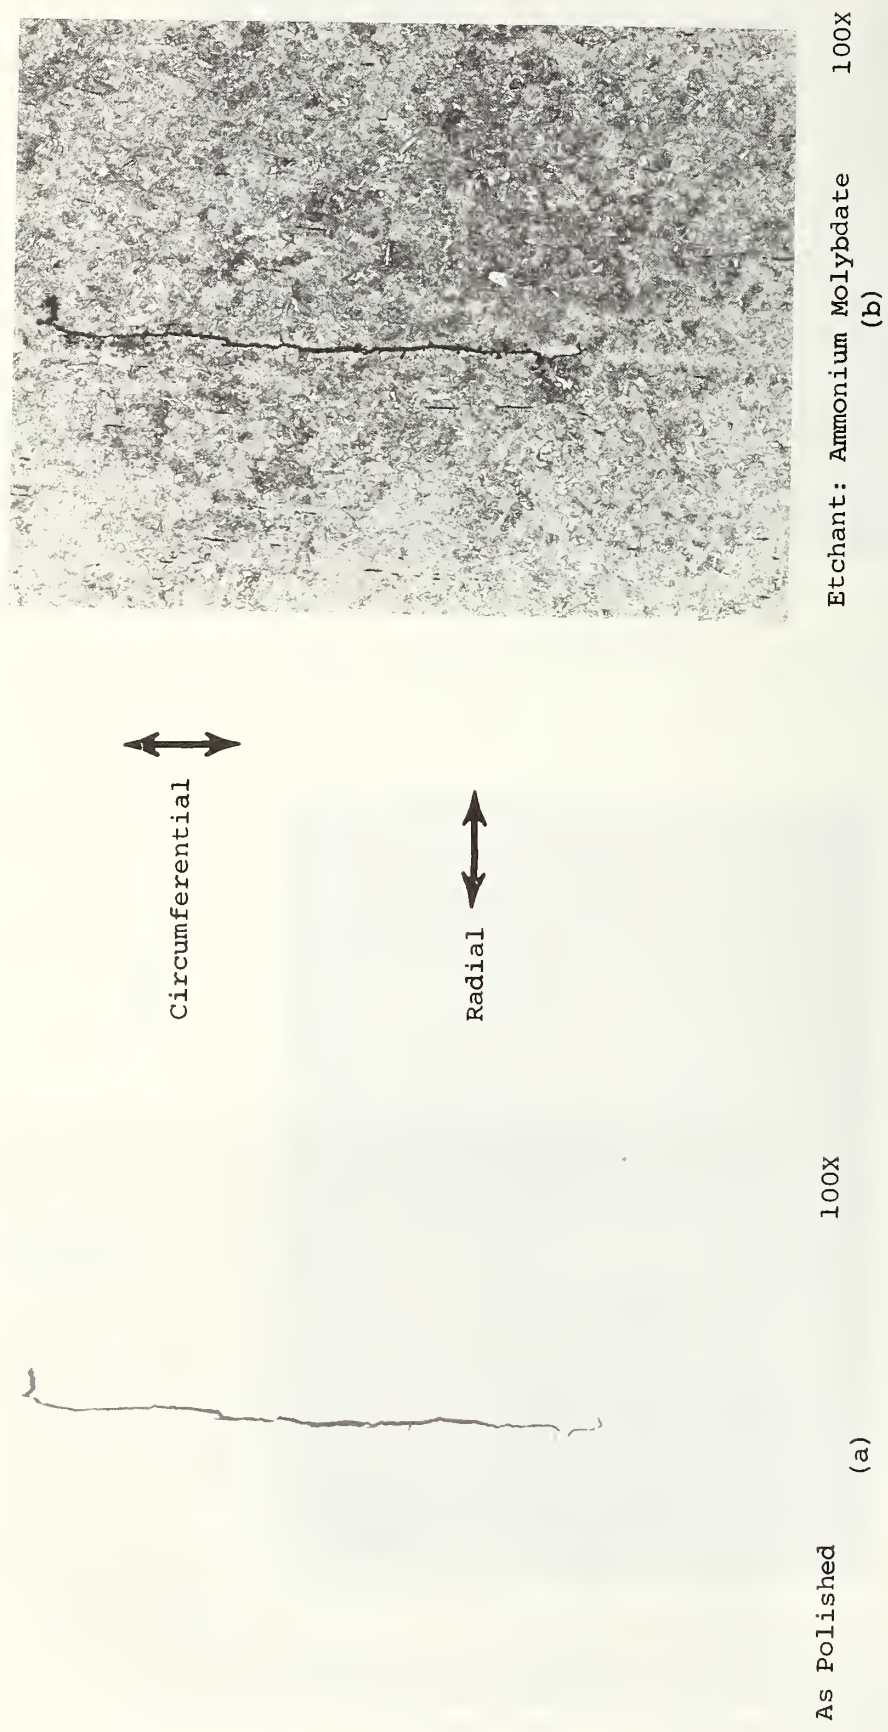 Circumferential
Radial
As Polished 100X
(a)
Etchant: Ammonium Molybdate 100X
(b)